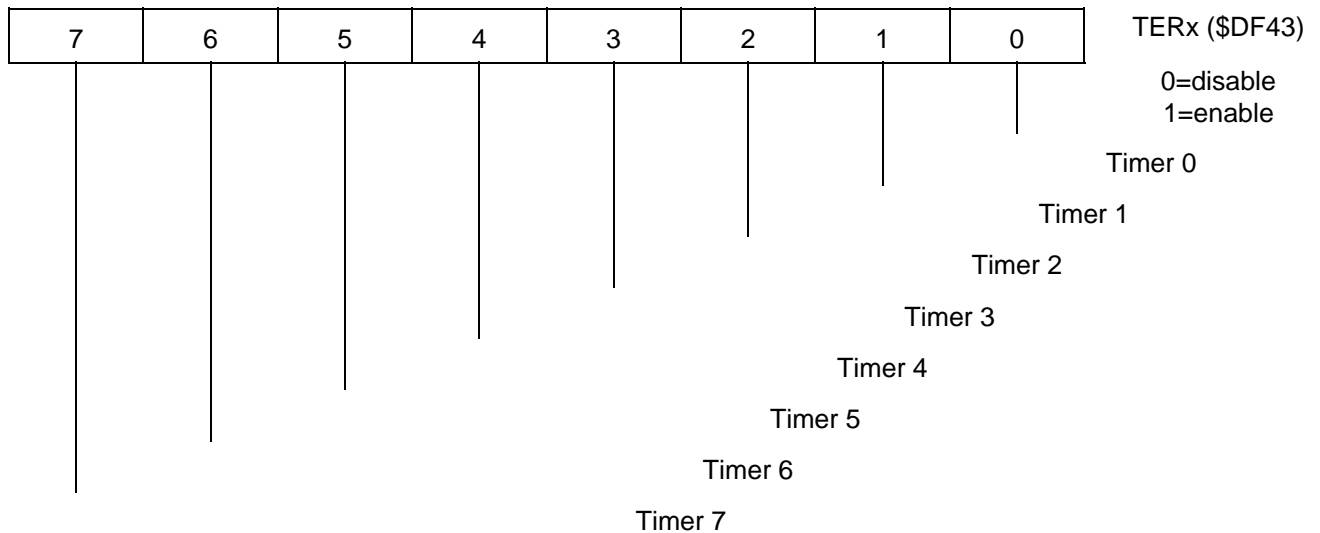 7 6 5 4 3 2 1 0 TERx ($DF43)
0=disable
1=enable
Timer 0
Timer 1
Timer 2
Timer 3
Timer 4
Timer 5
Timer 6
Timer 7